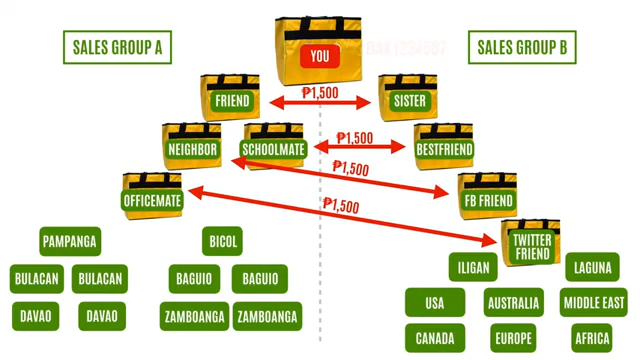 SALES GROUP A
YOU
SALES GROUP B
FRIEND
₱1,500
SISTER
NEIGHBOR
SCHOOLMATE
₱1,500
BESTFRIEND
₱1,500
OFFICEMATE
FB FRIEND
₱1,500
TWITTER
FRIEND
PAMPANGA
BICOL
ILIGAN
LAGUNA
BULACAN
BULACAN
BAGUIO
BAGUIO
USA
AUSTRALIA
MIDDLE EAST
DAVAO
DAVAO
ZAMBOANGA
ZAMBOANGA
CANADA
EUROPE
AFRICA